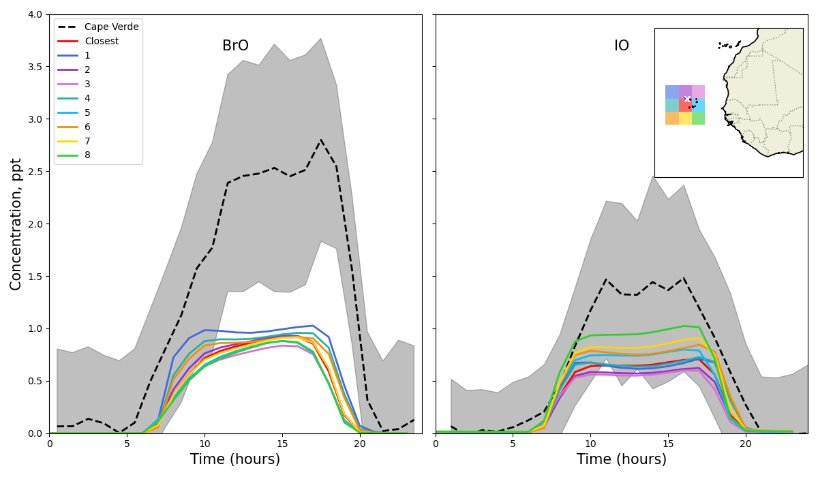 4.0
3.5
3.0
2.5
2.0
1.5
1.0
0.5
0.0
Concentration, ppt
Cape Verde
Closest
1
2
3
4
5
6
7
8
BrO
0 5 10 15 20
Time (hours)
IO
0 5 10 15 20
Time (hours)